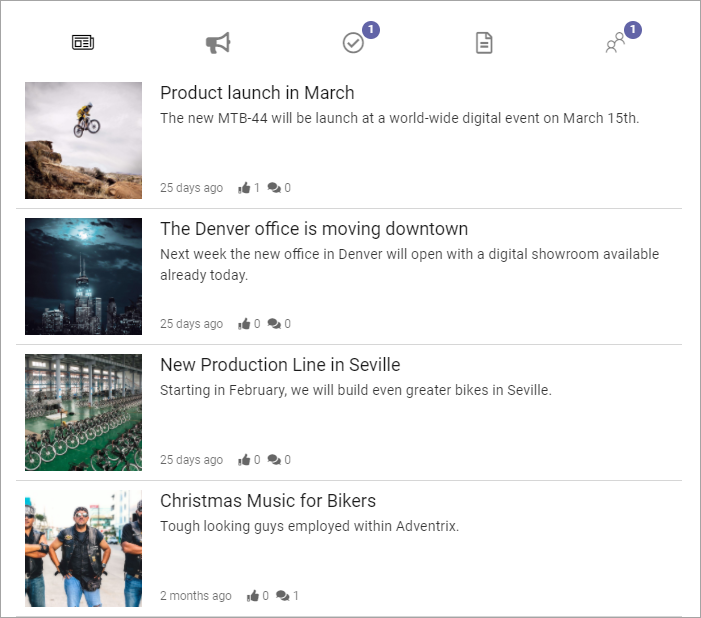 1
1
Product launch in March
The new MTB-44 will be launch at a world-wide digital event on March 15th.
25 days ago 1 0
The Denver office is moving downtown
Next week the new office in Denver will open with a digital showroom available
already today.
25 days ago 0 0
New Production Line in Seville
Starting in February, we will build even greater bikes in Seville.
25 days ago 0 0
Christmas Music for Bikers
Tough looking guys employed within Adventrix.
2 months ago 0 1